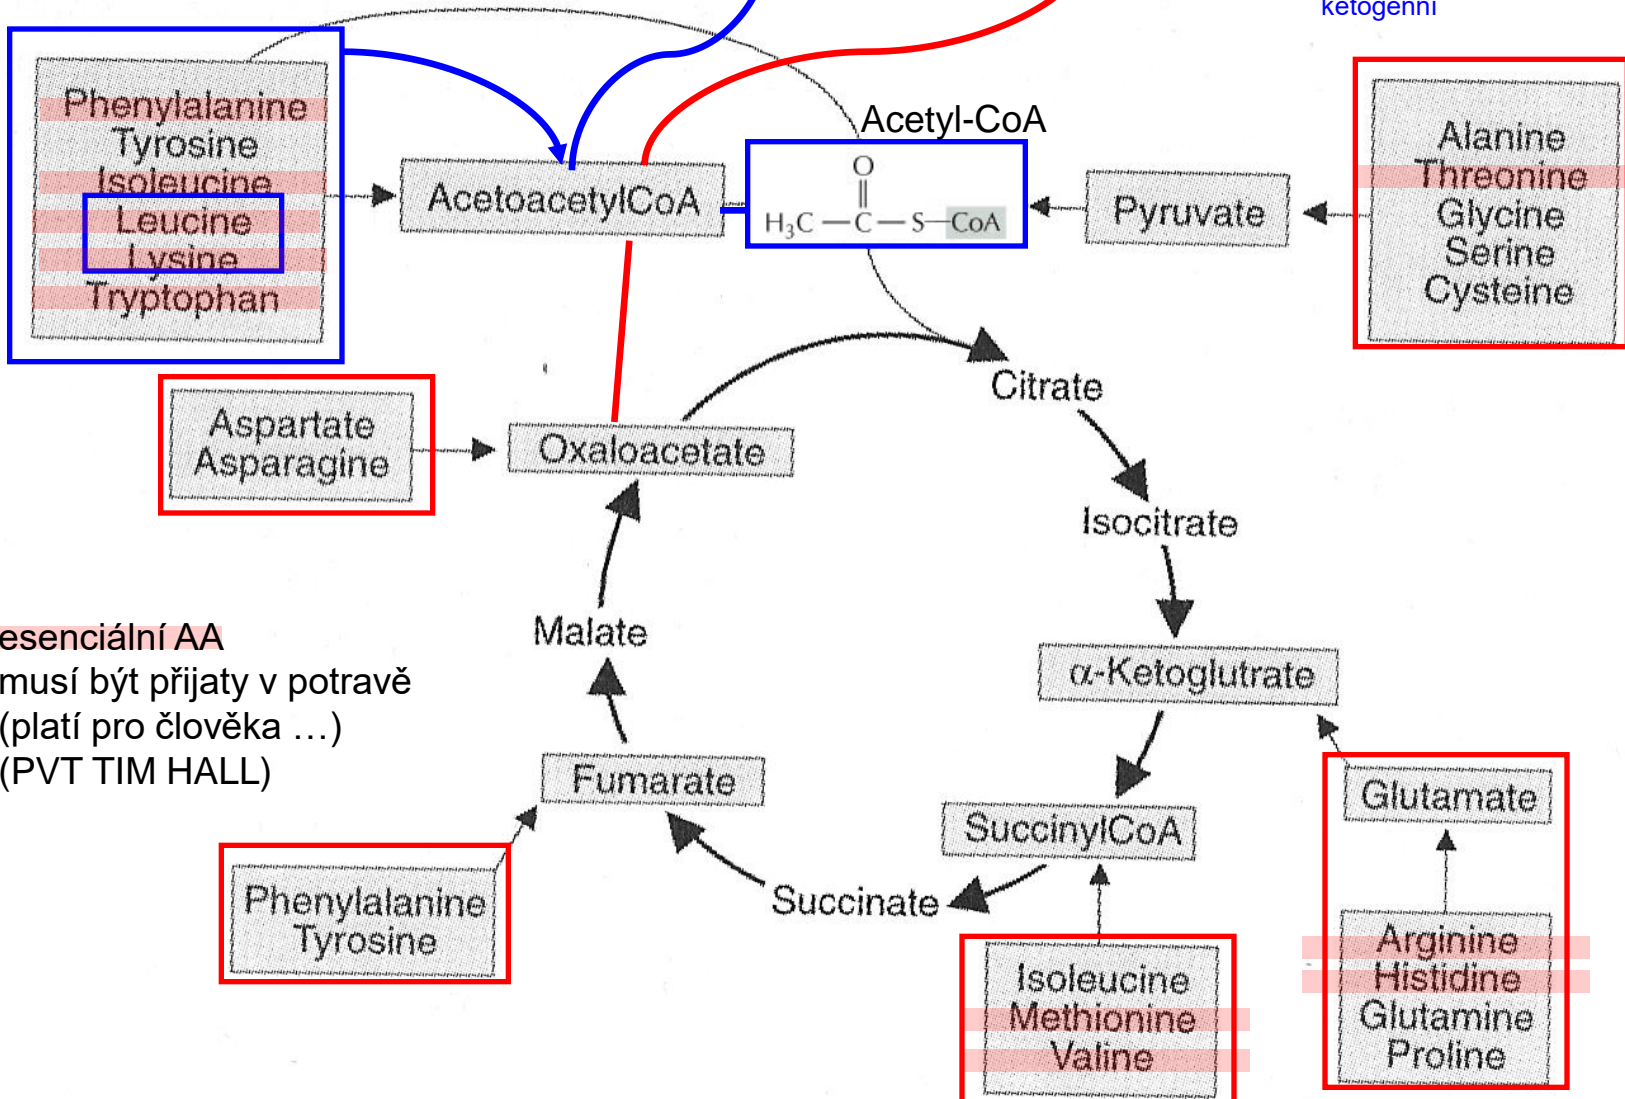 ketogenní
Phenylalanine
Tyrosine
Isoleucine
Leucine
Lysine
Tryptophan
AcetoacetylCoA
Acetyl-CoA
O
H₃C — C — S — CoA
Pyruvate
Alanine
Threonine
Glycine
Serine
Cysteine
Aspartate
Asparagine
Oxaloacetate
Citrate
Isocitrate
α-Ketoglutrate
Glutamate
Arginine
Histidine
Glutamine
Proline
SuccinylCoA
Isoleucine
Methionine
Valine
Succinate
Fumarate
Phenylalanine
Tyrosine
Malate
esenciální AA
musí být přijaty v potravě
(platí pro člověka …)
(PVT TIM HALL)